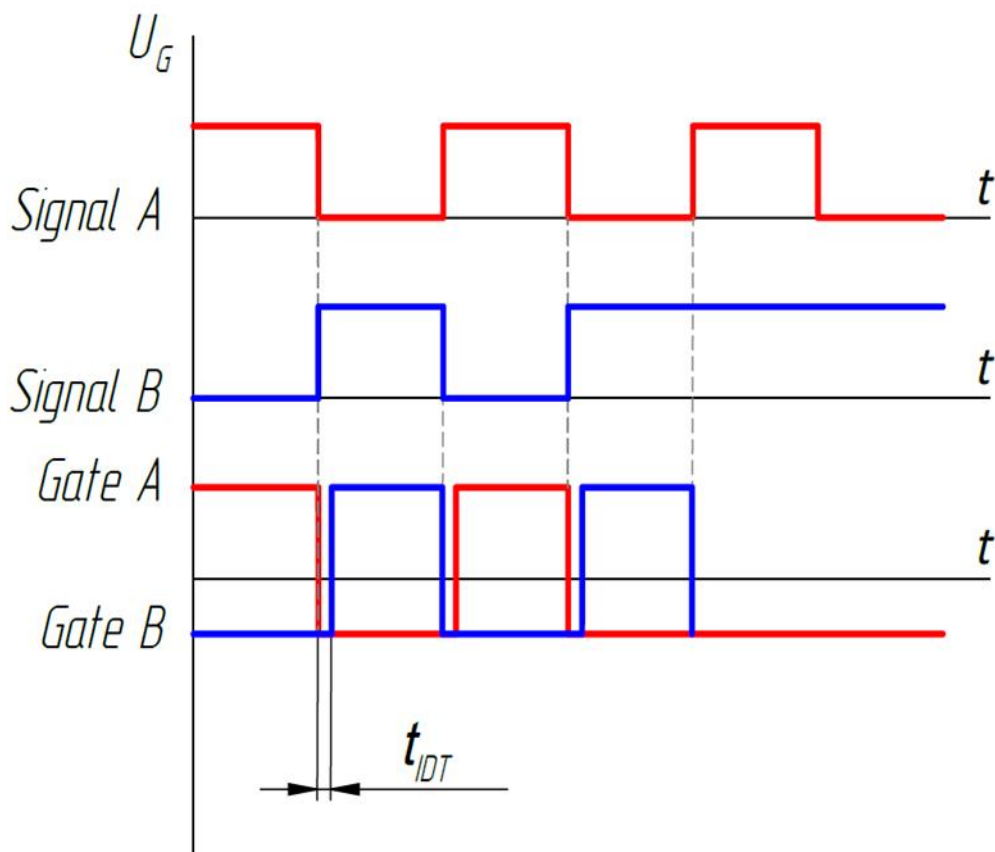 U_G
Signal A
t
Signal B
t
Gate A
t
Gate B
t_IDT